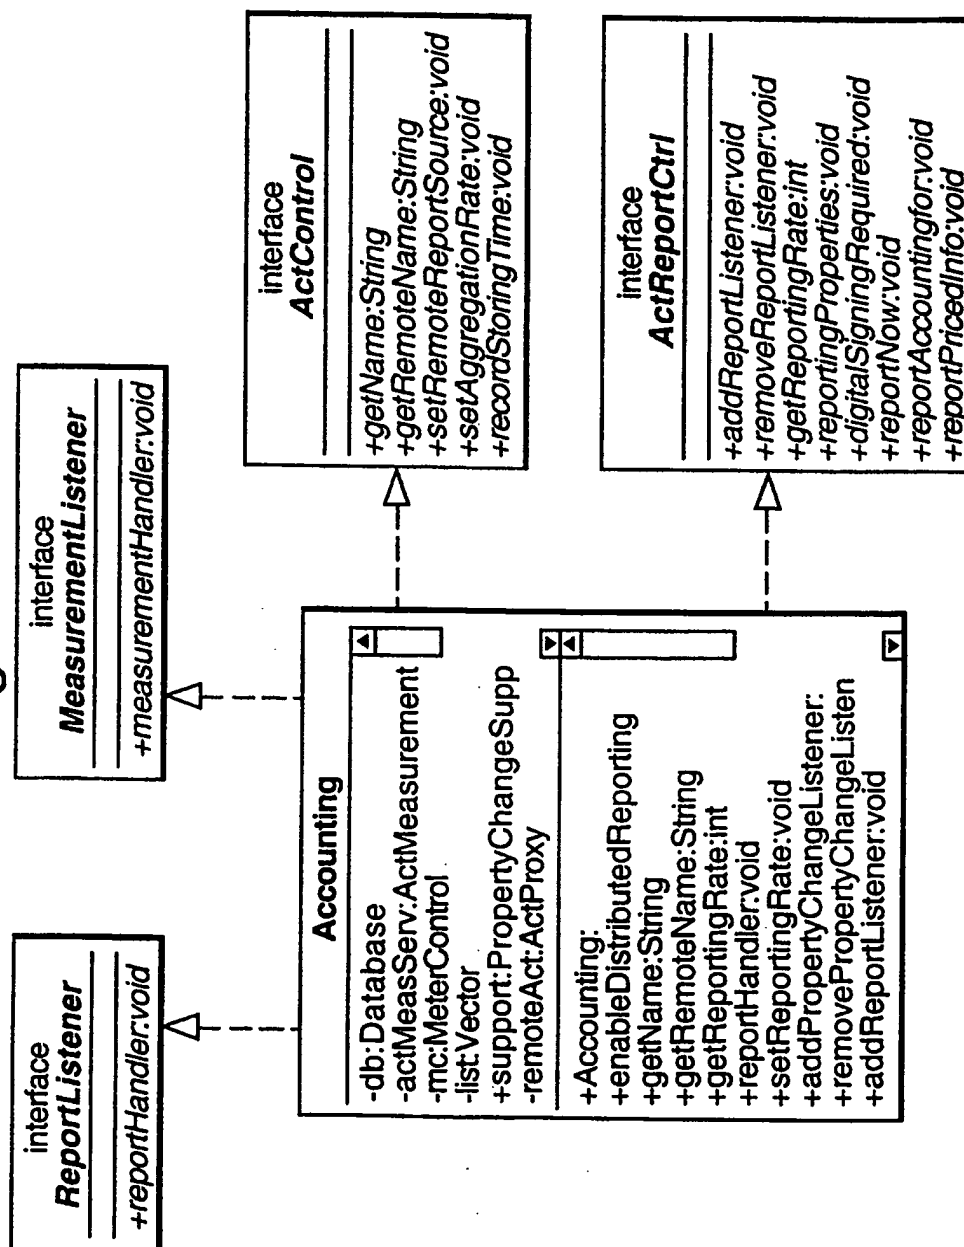 interface
ReportListener
+reportHandler:void
interface
MeasurementListener
+measurementHandler:void
Accounting
-db:Database
-actMeasServ:ActMeasurement
-mc:MeterControl
-list:Vector
+support:PropertyChangeSupp
-remoteAct:ActProxy
+Accounting:
+enableDistributedReporting
+getName:String
+getRemoteName:String
+getReportingRate:int
+reportHandler:void
+setReportingRate:void
+addPropertyChangeListener:
+removePropertyChangeListen
+addReportListener:void
interface
ActControl
+getName:String
+getRemoteName:String
+setRemoteReportSource:void
+setAggregationRate:void
+recordStoringTime:void
interface
ActReportCtrl
+addReportListener:void
+removeReportListener:void
+getReportingRate:int
+reportingProperties:void
+digitalSigningRequired:void
+reportNow:void
+reportAccountingfor:void
+reportPricedInfo:void